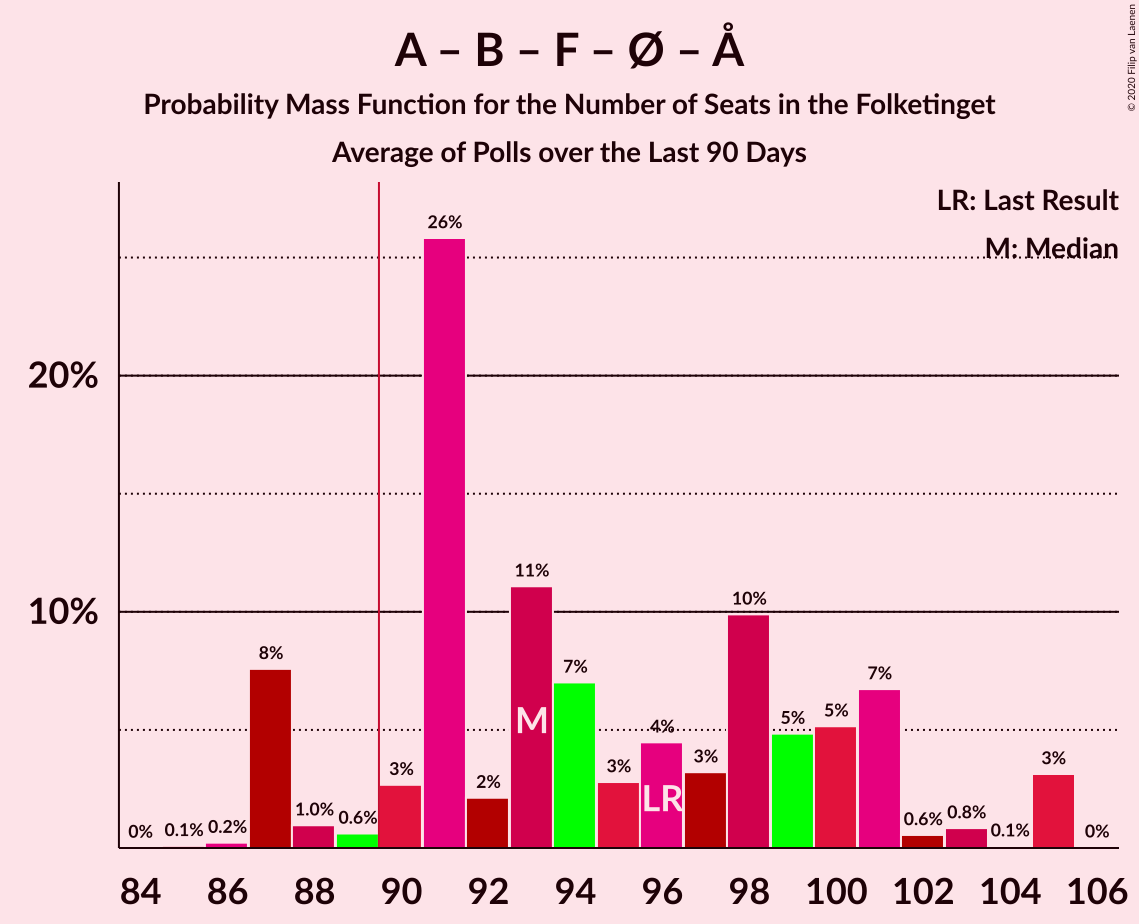 A – B – F – Ø – Å
Probability Mass Function for the Number of Seats in the Folketinget
Average of Polls over the Last 90 Days
© 2020 Filip van Laenen
LR: Last Result
M: Median
20%
10%
0%
0.1%
0.2%
8%
1.0%
0.6%
3%
26%
2%
11%
7%
3%
4%
3%
10%
5%
5%
7%
0.6%
0.8%
0.1%
3%
0%
M
LR
84 86 88 90 92 94 96 98 100 102 104 106